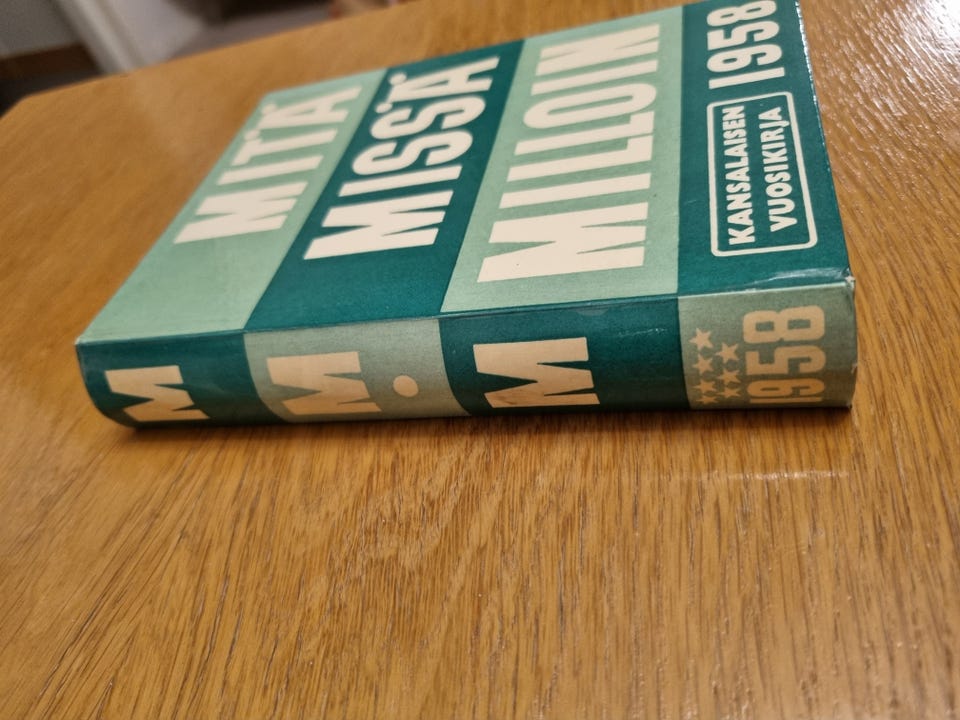 MITÄ
MISSÄ
MILLOIN
1958
KANSALAISEN
VUOSIKIRJA
M
M.
M
1958